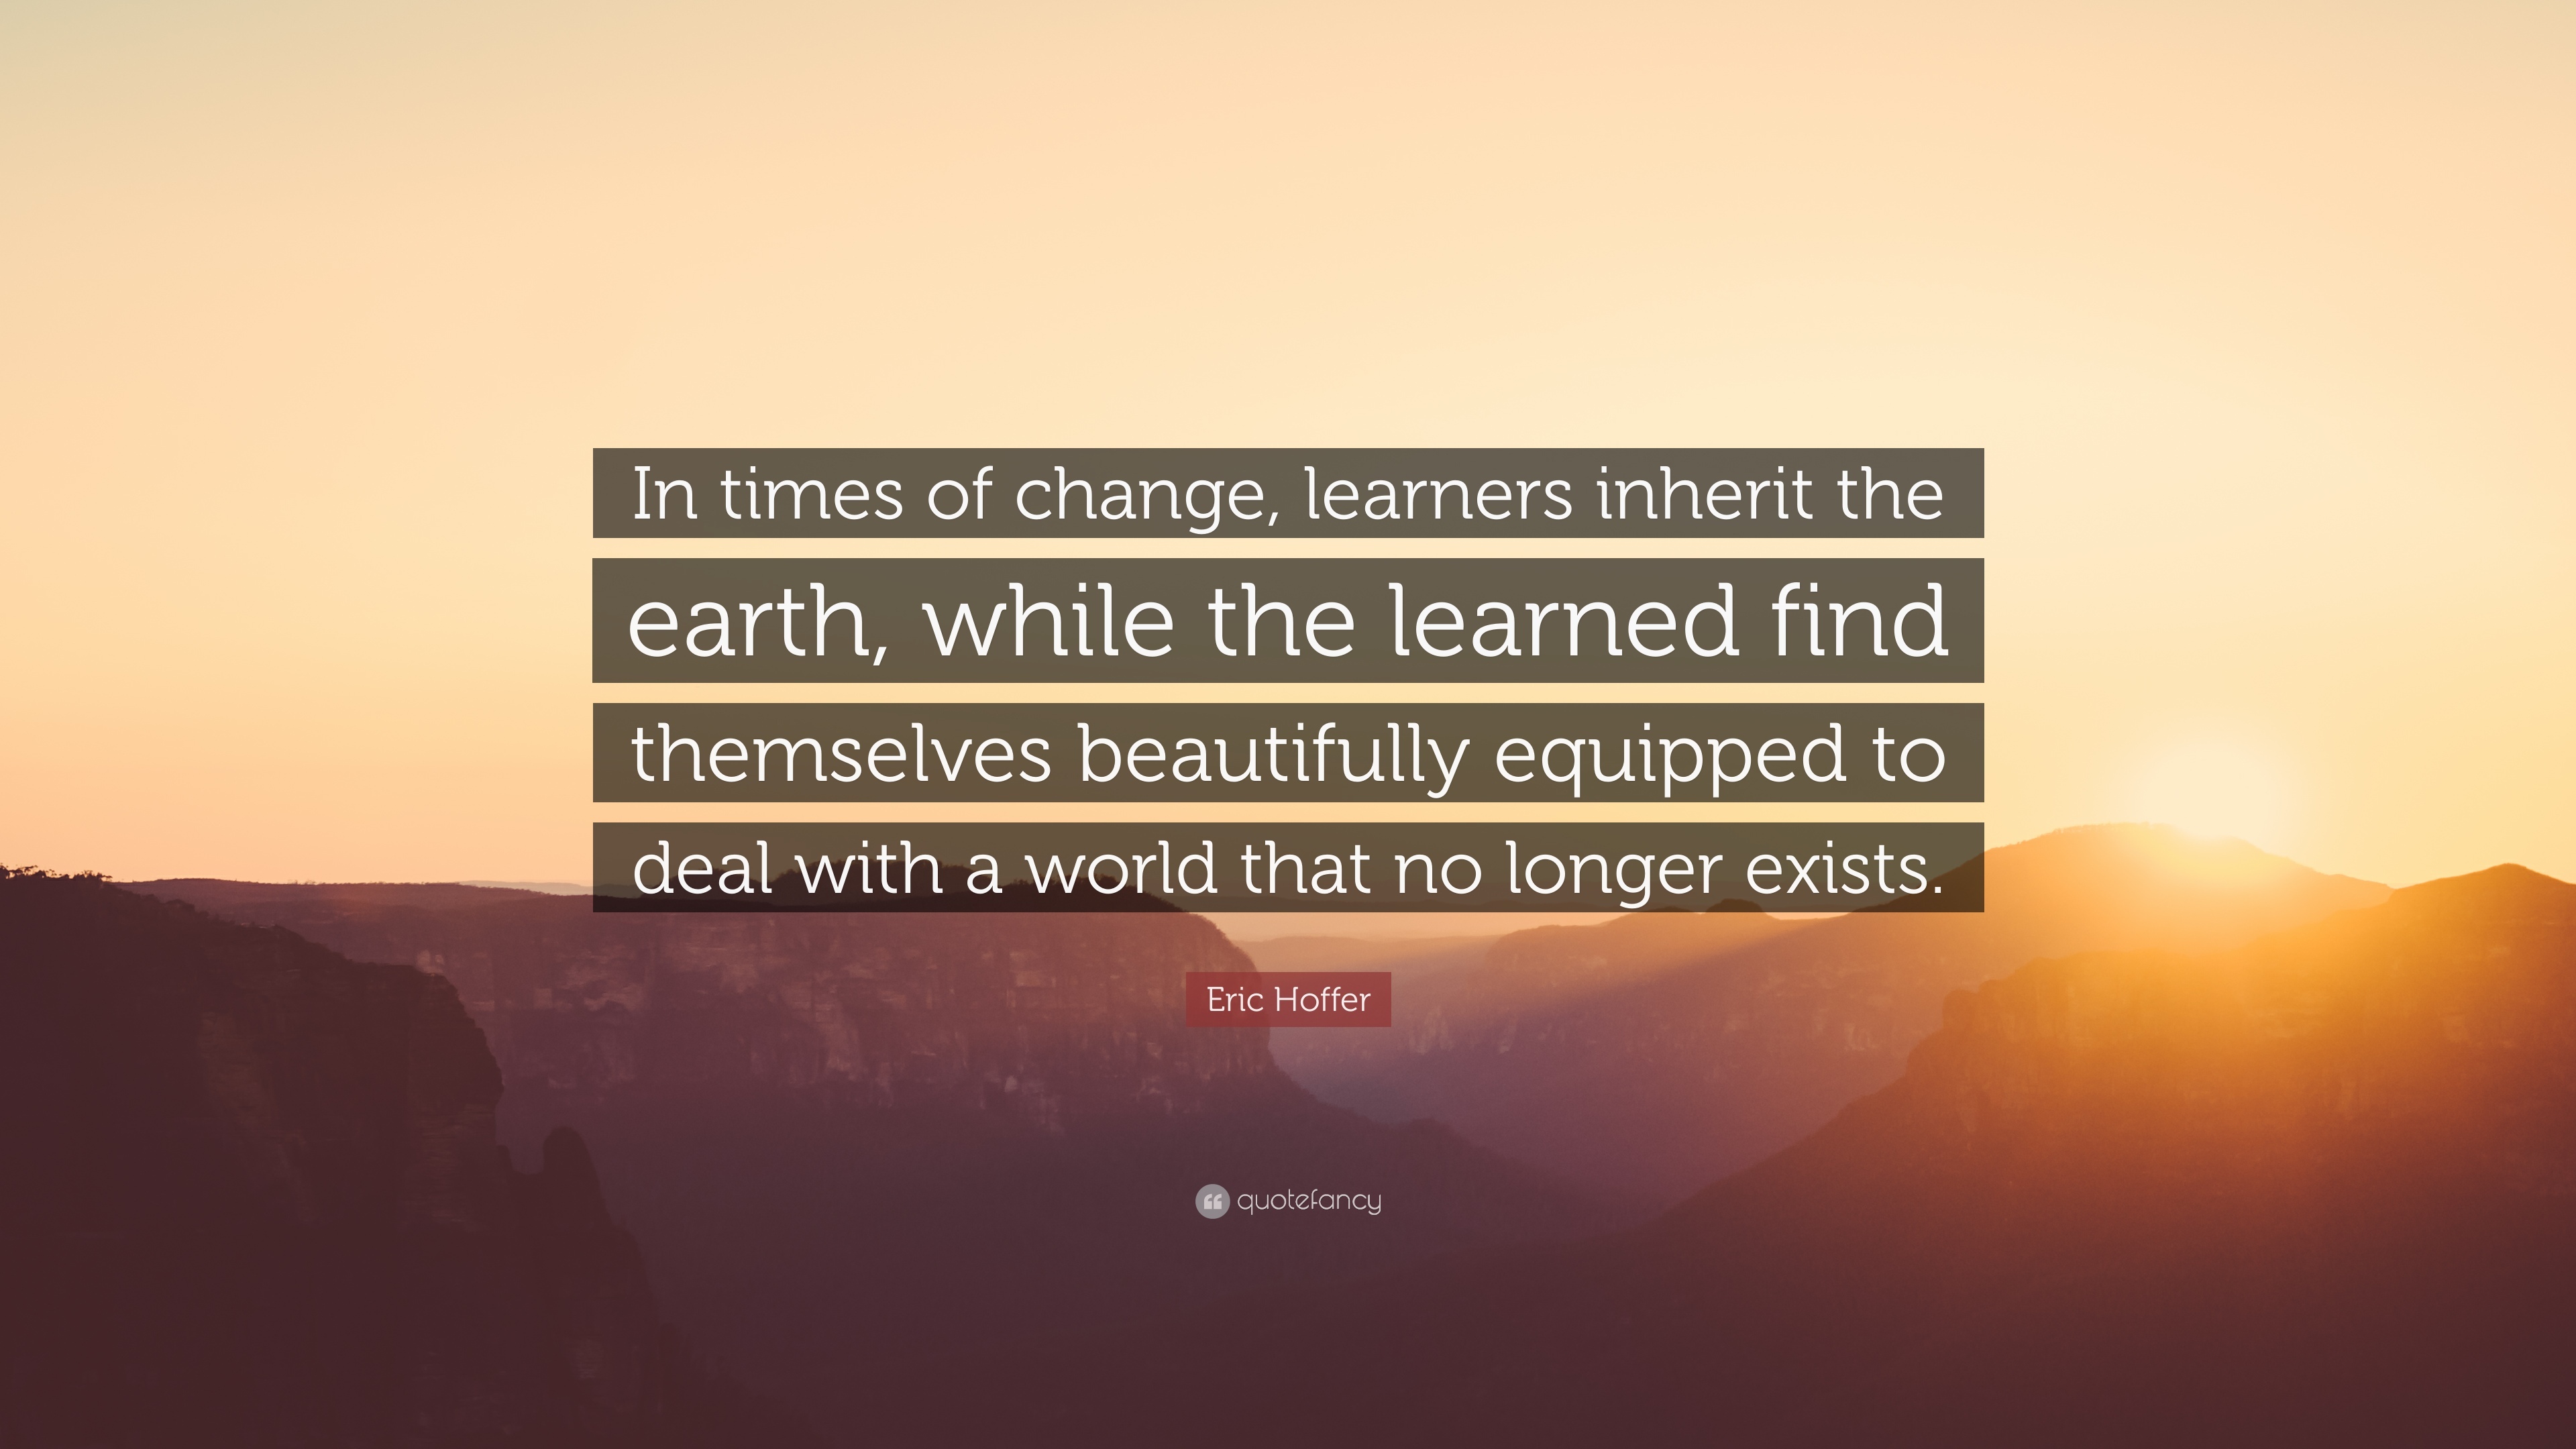 In times of change, learners inherit the
earth, while the learned find
themselves beautifully equipped to
deal with a world that no longer exists.
Eric Hoffer
quotefancy